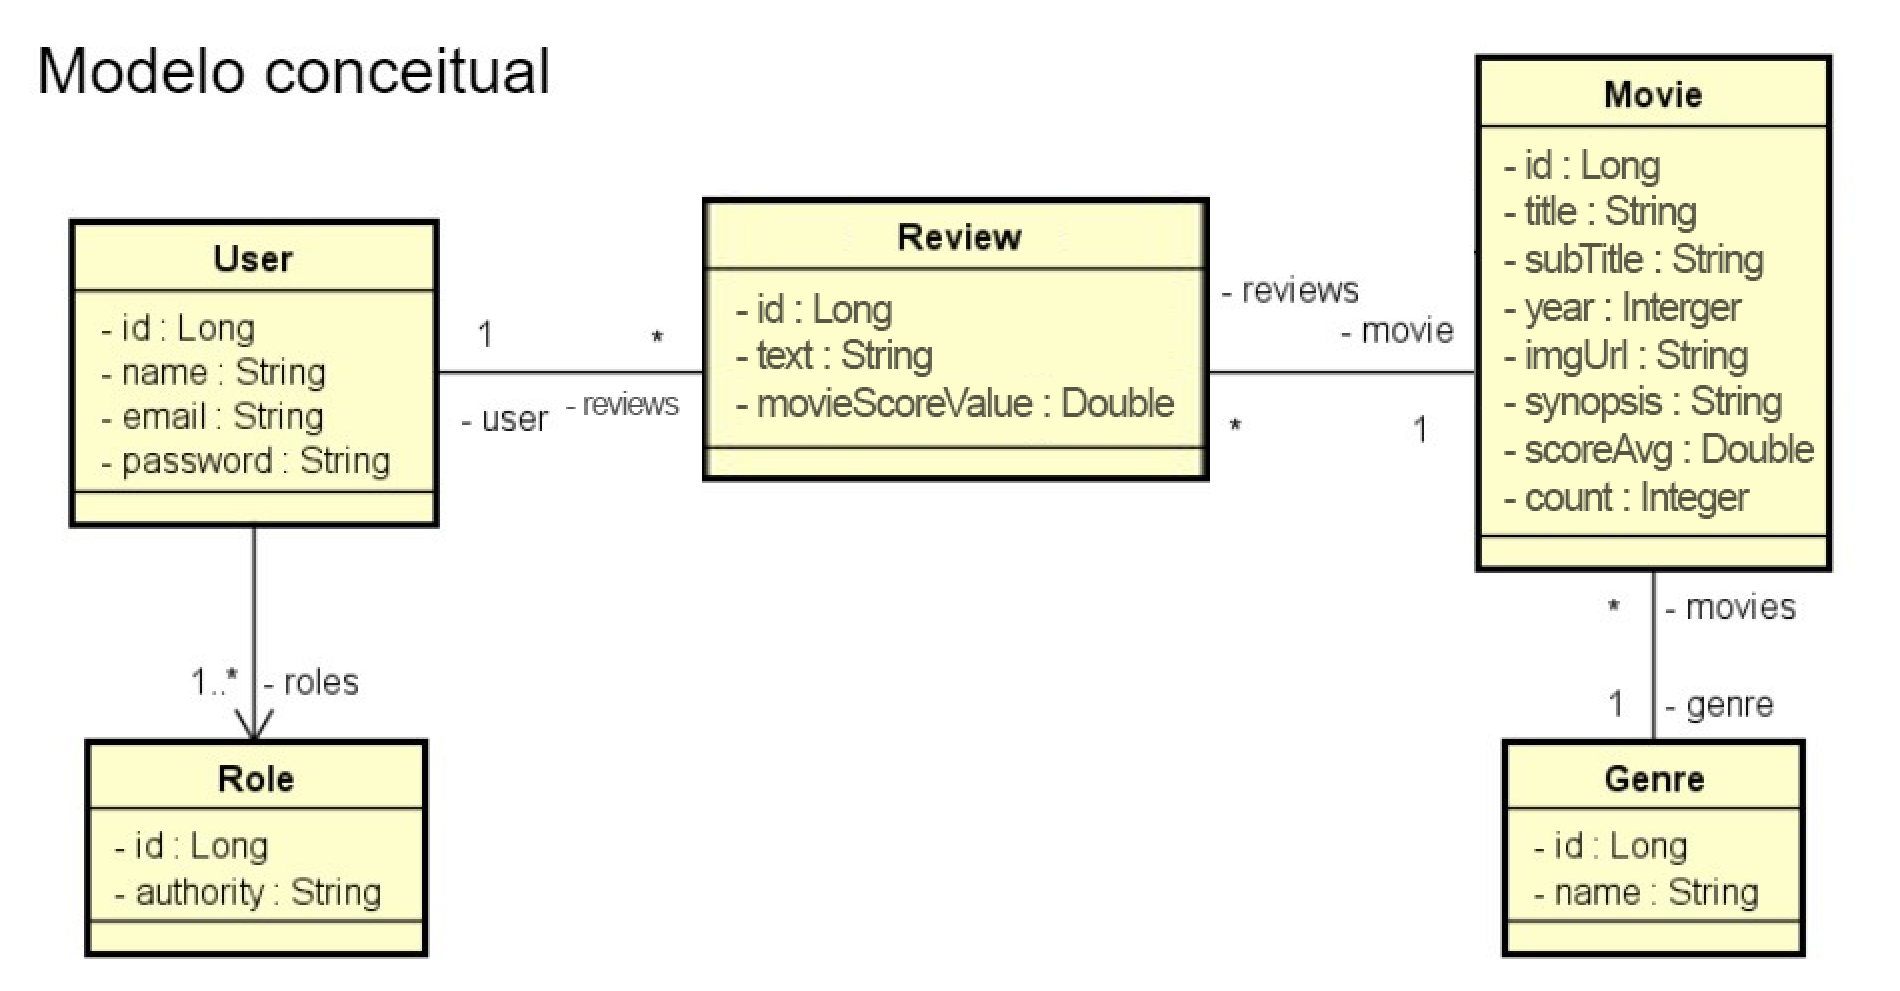 Modelo conceitual
User
- id : Long
- name : String
- email : String
- password : String
1
*
- user
- reviews
Review
- id : Long
- text : String
- movieScoreValue : Double
- reviews
- movie
*
1
Movie
- id : Long
- title : String
- subTitle : String
- year : Interger
- imgUrl : String
- synopsis : String
- scoreAvg : Double
- count : Integer
1..*
- roles
Role
- id : Long
- authority : String
*
- movies
1
- genre
Genre
- id : Long
- name : String